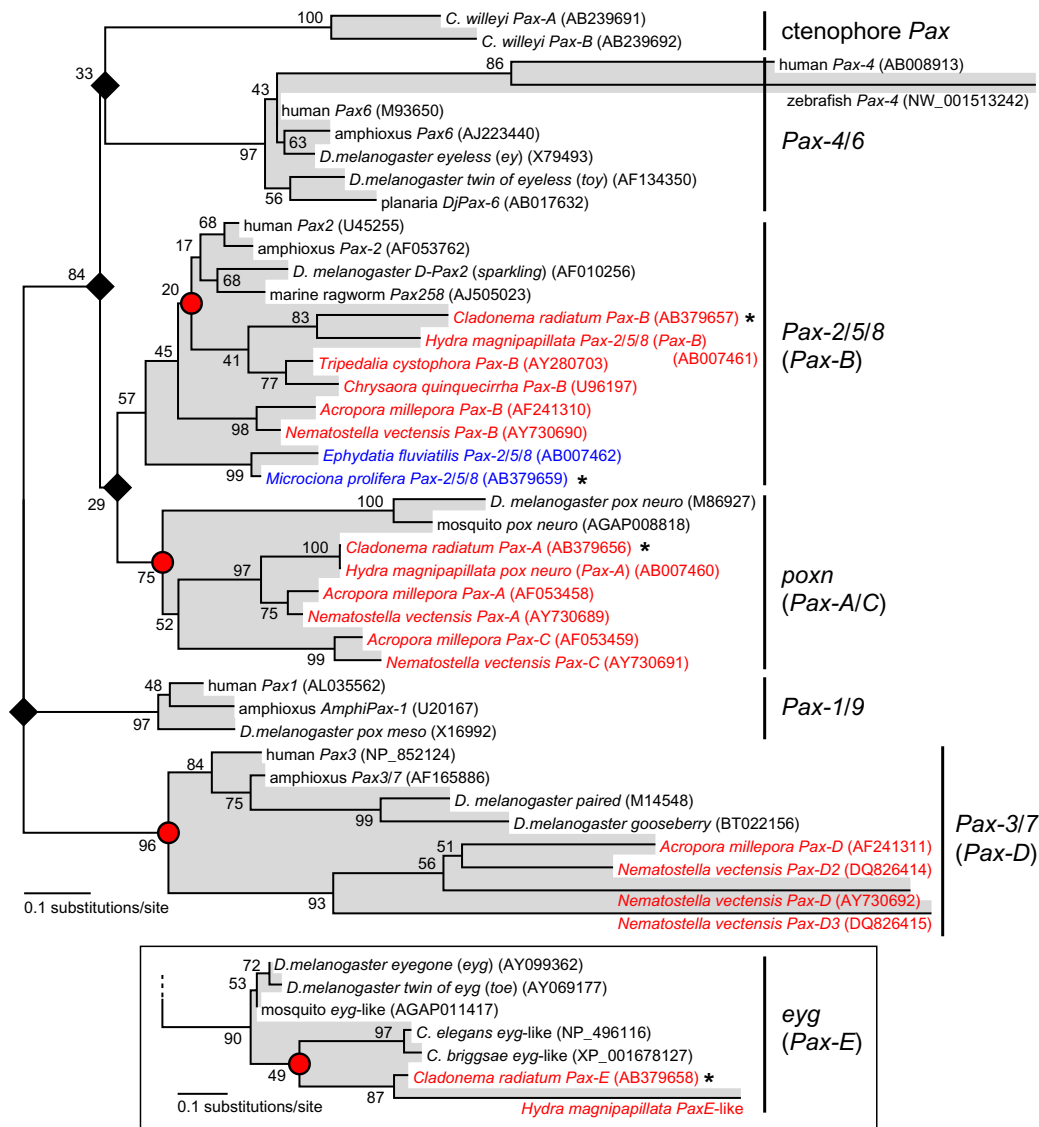 100
C. willeyi Pax-A (AB239691)
C. willeyi Pax-B (AB239692)
ctenophore Pax
33
86
human Pax-4 (AB008913)
zebrafish Pax-4 (NW_001513242)
43
human Pax6 (M93650)
63
amphioxus Pax6 (AJ223440)
D.melanogaster eyeless (ey) (X79493)
97
D.melanogaster twin of eyeless (toy) (AF134350)
56
planaria DjPax-6 (AB017632)
Pax-4/6
84
68
human Pax2 (U45255)
17
amphioxus Pax-2 (AF053762)
D. melanogaster D-Pax2 (sparkling) (AF010256)
68
20
marine ragworm Pax258 (AJ505023)
83
Cladonema radiatum Pax-B (AB379657) *
Hydra magnipapillata Pax-2/5/8 (Pax-B)
(AB007461)
45
41
Tripedalia cystophora Pax-B (AY280703)
77
Chrysaora quinquecirrha Pax-B (U96197)
57
Acropora millepora Pax-B (AF241310)
98
Nematostella vectensis Pax-B (AY730690)
Ephydatia fluviatilis Pax-2/5/8 (AB007462)
99
Microciona prolifera Pax-2/5/8 (AB379659) *
Pax-2/5/8
(Pax-B)
29
100
D. melanogaster pox neuro (M86927)
mosquito pox neuro (AGAP008818)
75
100
Cladonema radiatum Pax-A (AB379656) *
97
Hydra magnipapillata pox neuro (Pax-A) (AB007460)
Acropora millepora Pax-A (AF053458)
75
Nematostella vectensis Pax-A (AY730689)
52
Acropora millepora Pax-C (AF053459)
99
Nematostella vectensis Pax-C (AY730691)
poxn
(Pax-A/C)
48
human Pax1 (AL035562)
amphioxus AmphiPax-1 (U20167)
97
D.melanogaster pox meso (X16992)
Pax-1/9
84
human Pax3 (NP_852124)
amphioxus Pax3/7 (AF165886)
75
D. melanogaster paired (M14548)
99
D.melanogaster gooseberry (BT022156)
96
51
Acropora millepora Pax-D (AF241311)
56
Nematostella vectensis Pax-D2 (DQ826414)
Nematostella vectensis Pax-D (AY730692)
93
Nematostella vectensis Pax-D3 (DQ826415)
Pax-3/7
(Pax-D)
0.1 substitutions/site
72
D.melanogaster eyegone (eyg) (AY099362)
53
D.melanogaster twin of eyg (toe) (AY069177)
mosquito eyg-like (AGAP011417)
90
97
C. elegans eyg-like (NP_496116)
C. briggsae eyg-like (XP_001678127)
49
Cladonema radiatum Pax-E (AB379658) *
87
Hydra magnipapillata PaxE-like
eyg
(Pax-E)
0.1 substitutions/site